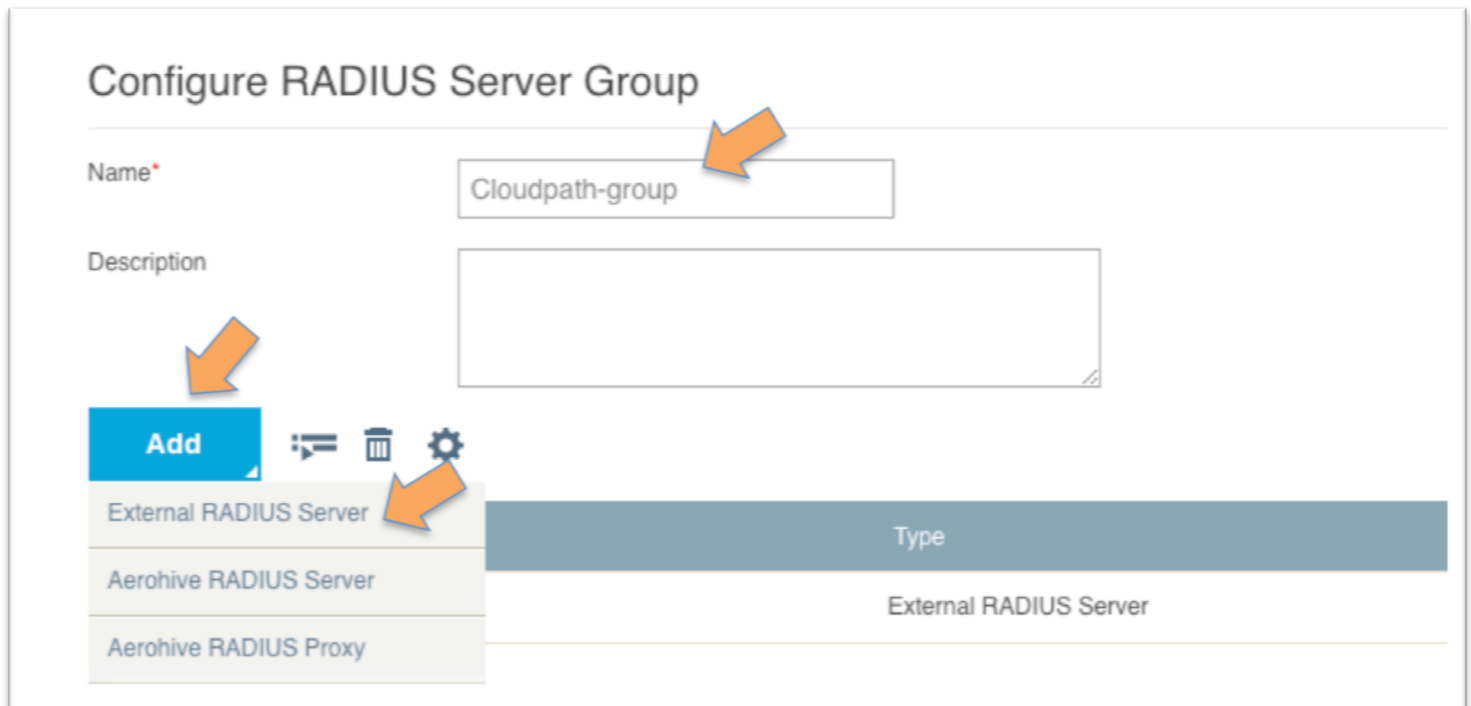 Configure RADIUS Server Group
Name*
Cloudpath-group
Description
Add
External RADIUS Server
Type
Aerohive RADIUS Server
External RADIUS Server
Aerohive RADIUS Proxy